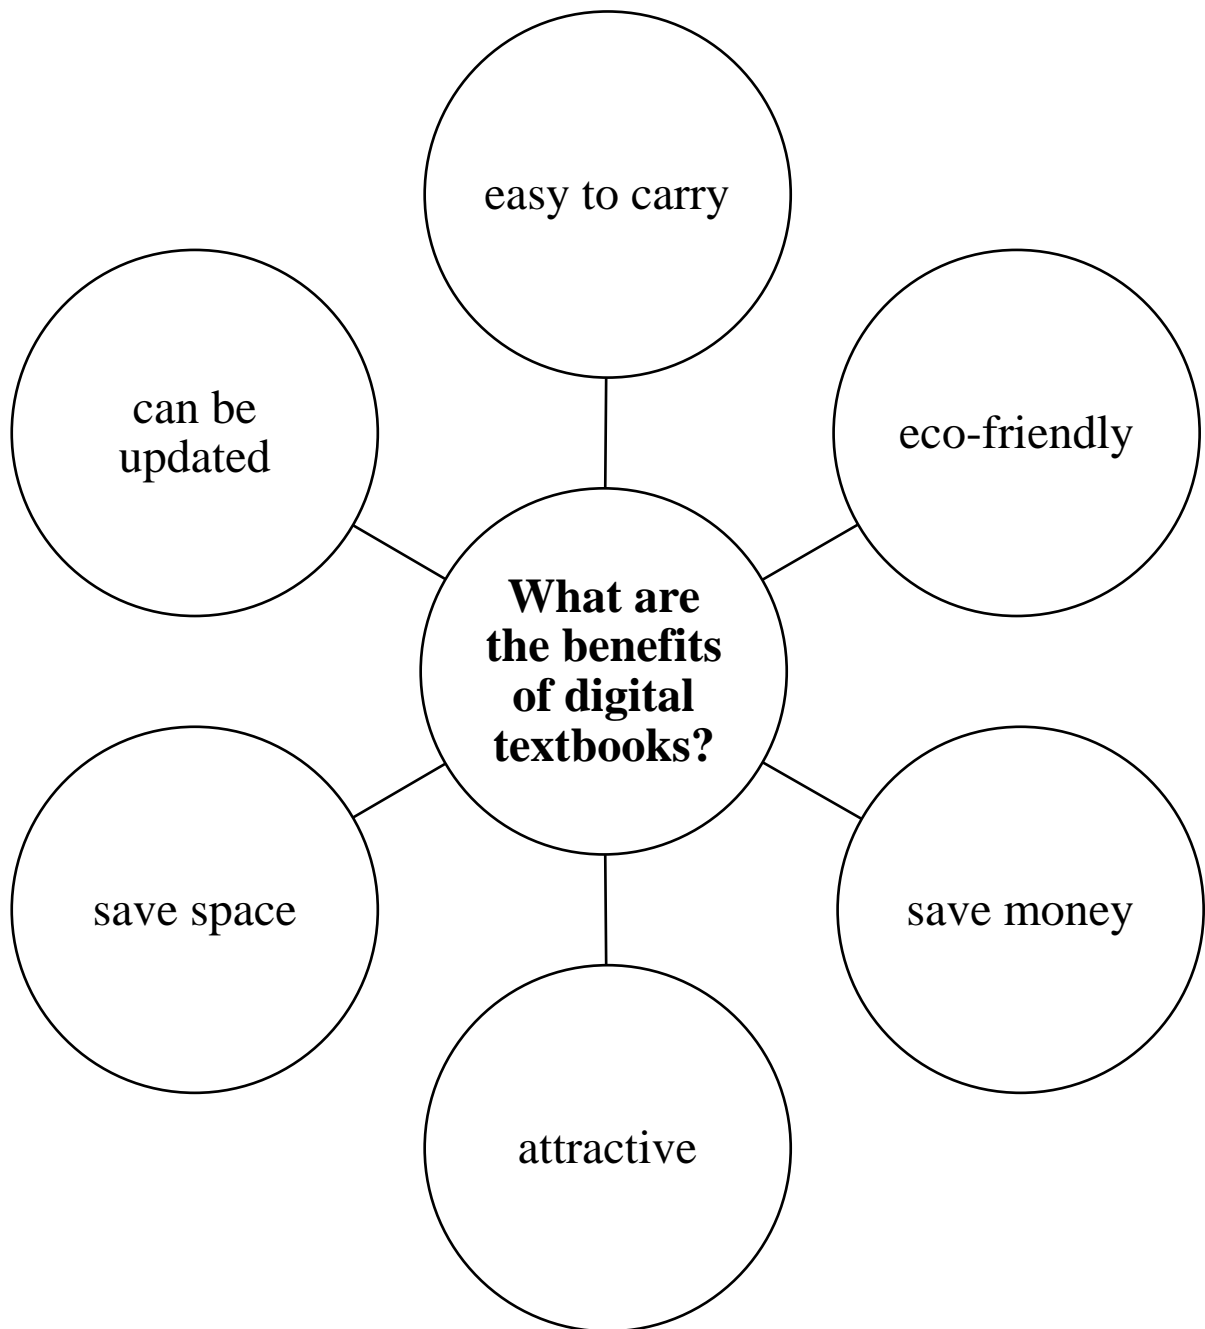 easy to carry
can be
updated
eco-friendly
What are
the benefits
of digital
textbooks?
save space
save money
attractive